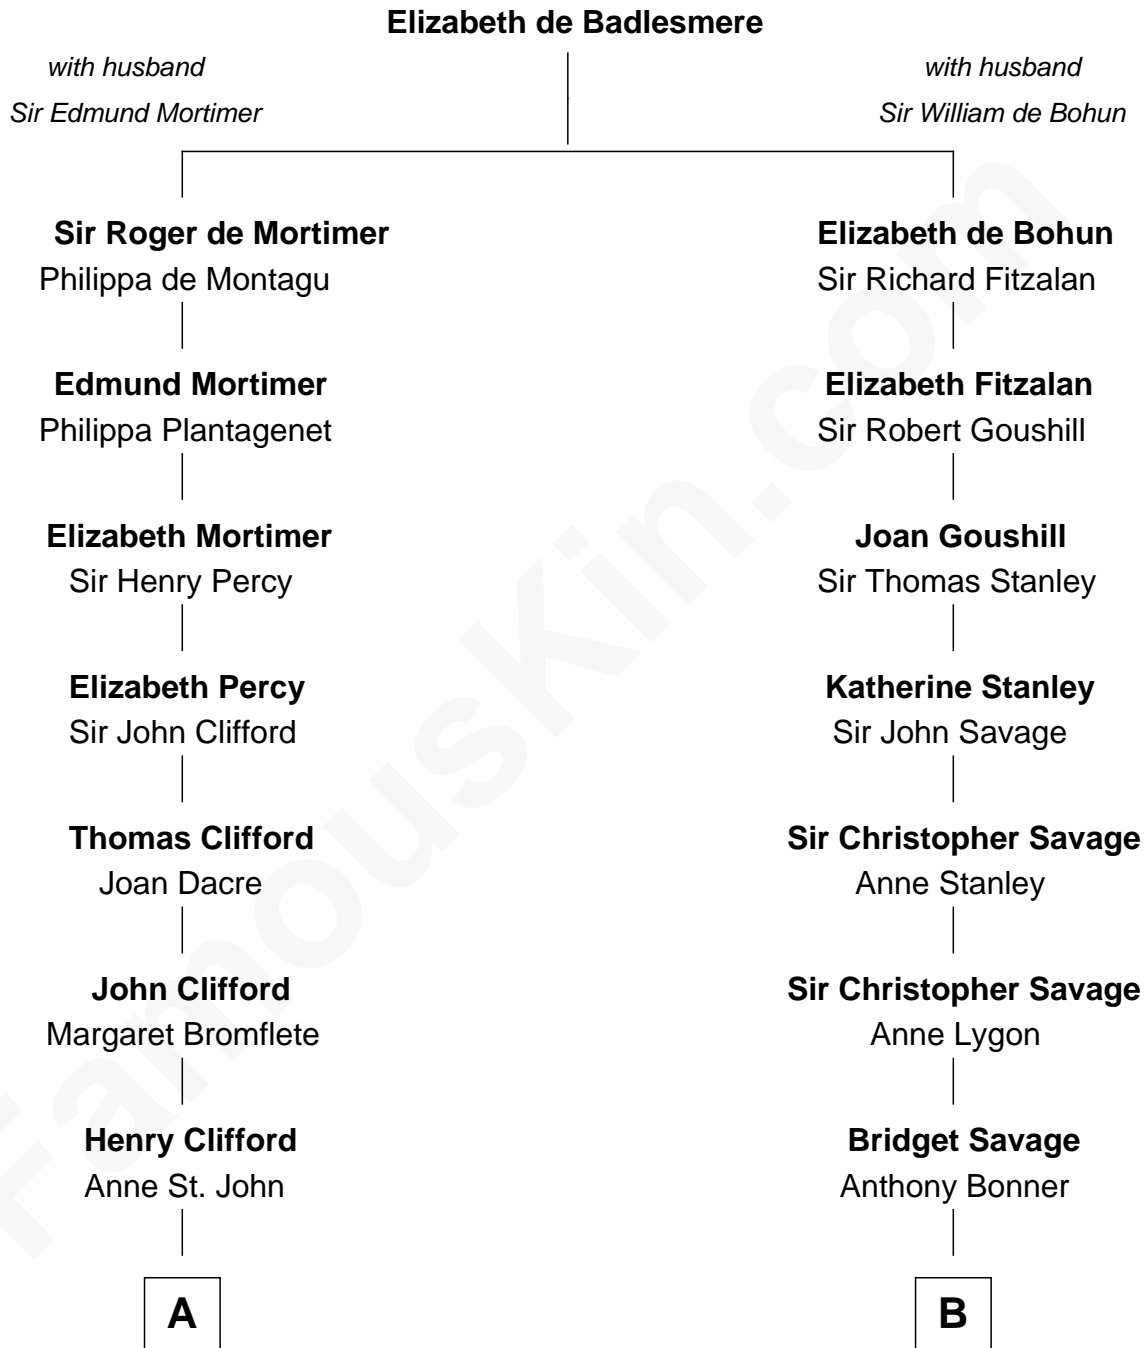 Elizabeth de Badlesmere
with husband
Sir Edmund Mortimer
with husband
Sir William de Bohun
Sir Roger de Mortimer
Philippa de Montagu
Edmund Mortimer
Philippa Plantagenet
Elizabeth Mortimer
Sir Henry Percy
Elizabeth Percy
Sir John Clifford
Thomas Clifford
Joan Dacre
John Clifford
Margaret Bromflete
Henry Clifford
Anne St. John
A
Elizabeth de Bohun
Sir Richard Fitzalan
Elizabeth Fitzalan
Sir Robert Goushill
Joan Goushill
Sir Thomas Stanley
Katherine Stanley
Sir John Savage
Sir Christopher Savage
Anne Stanley
Sir Christopher Savage
Anne Lygon
Bridget Savage
Anthony Bonner
B
FamousKin.com